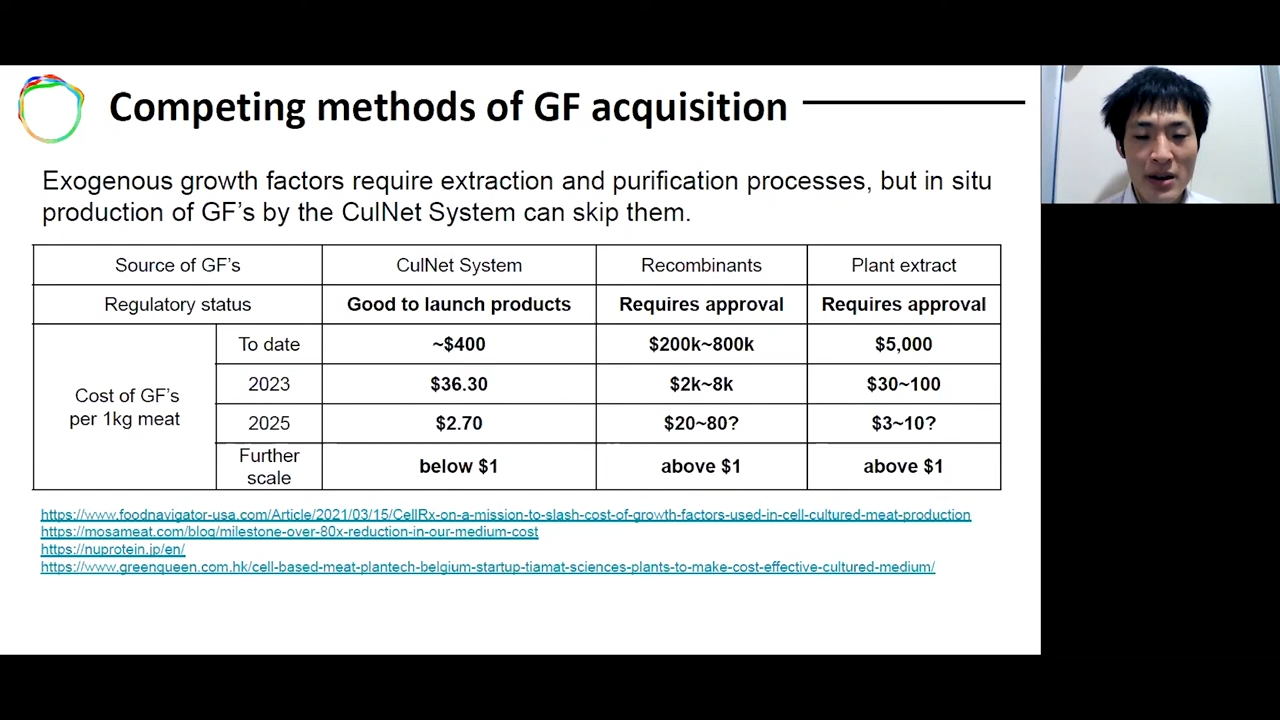 Competing methods of GF acquisition
Exogenous growth factors require extraction and purification processes, but in situ
production of GF's by the CulNet System can skip them.
Source of GF's CulNet System Recombinants Plant extract
Regulatory status Good to launch products Requires approval Requires approval
Cost of GF's
per 1kg meat
To date ~$400 $200k~800k $5,000
2023 $36.30 $2k~8k $30~100
2025 $2.70 $20~80? $3~10?
Further
scale
below $1 above $1 above $1
https://www.foodnavigator-usa.com/Article/2021/03/15/CellRx-on-a-mission-to-slash-cost-of-growth-factors-used-in-cell-cultured-meat-production
https://mosameat.com/blog/milestone-over-80x-reduction-in-our-medium-cost
https://nuprotein.jp/en/
https://www.greenqueen.com.hk/cell-based-meat-plantech-belgium-startup-tiamat-sciences-plants-to-make-cost-effective-cultured-medium/